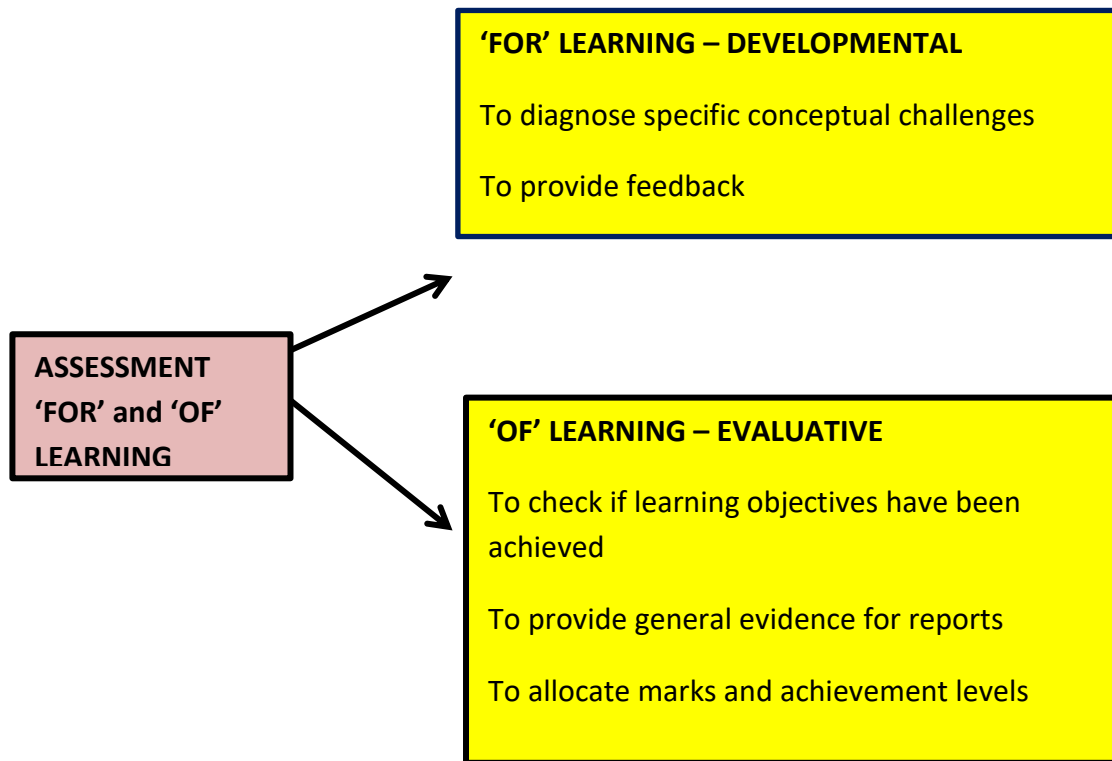 ‘FOR’ LEARNING – DEVELOPMENTAL
To diagnose specific conceptual challenges
To provide feedback
ASSESSMENT
‘FOR’ and ‘OF’
LEARNING
‘OF’ LEARNING – EVALUATIVE
To check if learning objectives have been
achieved
To provide general evidence for reports
To allocate marks and achievement levels